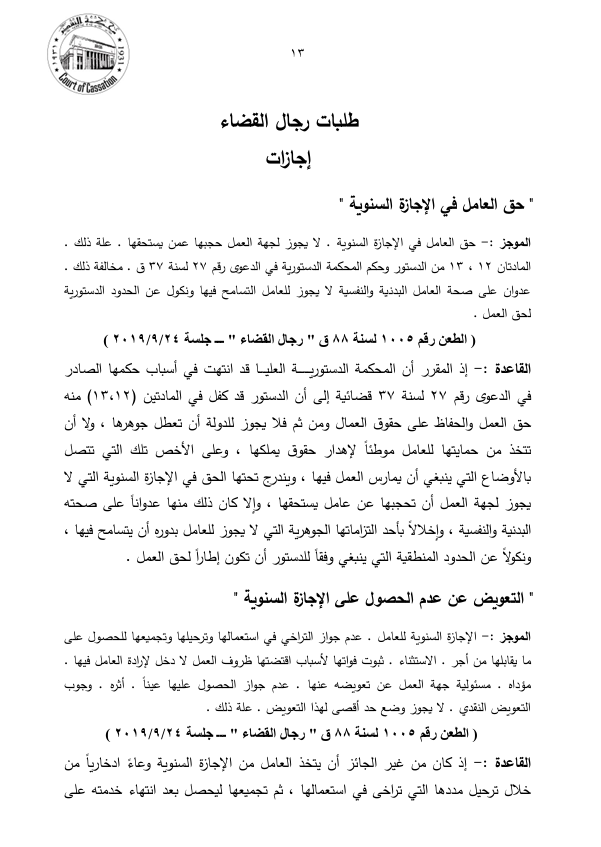 محكمة النقض
١٩٣١ 1931
Court of Cassation
١٣
طلبات رجال القضاء
إجازات
" حق العامل في الإجازة السنوية "
الموجز :– حق العامل في الإجازة السنوية . لا يجوز لجهة العمل حجبها عمن يستحقها . علة ذلك .
المادتان ١٢ ، ١٣ من الدستور وحكم المحكمة الدستورية في الدعوى رقم ٢٧ لسنة ٣٧ ق . مخالفة ذلك .
عدوان على صحة العامل البدنية والنفسية لا يجوز للعامل التسامح فيها ونكول عن الحدود الدستورية
لحق العمل .
( الطعن رقم ١٠٠٥ لسنة ٨٨ ق " رجال القضاء " ــ جلسة ٢٠١٩/٩/٢٤ )
القاعدة :– إذ المقرر أن المحكمة الدستوريــــة العليــا قد انتهت في أسباب حكمها الصادر
في الدعوى رقم ٢٧ لسنة ٣٧ قضائية إلى أن الدستور قد كفل في المادتين (١٣،١٢) منه
حق العمل والحفاظ على حقوق العمال ومن ثم فلا يجوز للدولة أن تعطل جوهرها ، ولا أن
تتخذ من حمايتها للعامل موطئاً لإهدار حقوق يملكها ، وعلى الأخص تلك التي تتصل
بالأوضاع التي ينبغي أن يمارس العمل فيها ، ويندرج تحتها الحق في الإجازة السنوية التي لا
يجوز لجهة العمل أن تحجبها عن عامل يستحقها ، وإلا كان ذلك منها عدواناً على صحته
البدنية والنفسية ، وإخلالاً بأحد التزاماتها الجوهرية التي لا يجوز للعامل بدوره أن يتسامح فيها ،
ونكولاً عن الحدود المنطقية التي ينبغي وفقاً للدستور أن تكون إطاراً لحق العمل .
" التعويض عن عدم الحصول على الإجازة السنوية "
الموجز :– الإجازة السنوية للعامل . عدم جواز التراخي في استعمالها وترحيلها وتجميعها للحصول على
ما يقابلها من أجر . الاستثناء . ثبوت فواتها لأسباب اقتضتها ظروف العمل لا دخل لإرادة العامل فيها .
مؤداه . مسئولية جهة العمل عن تعويضه عنها . عدم جواز الحصول عليها عيناً . أثره . وجوب
التعويض النقدي . لا يجوز وضع حد أقصى لهذا التعويض . علة ذلك .
( الطعن رقم ١٠٠٥ لسنة ٨٨ ق " رجال القضاء " ــ جلسة ٢٠١٩/٩/٢٤ )
القاعدة :– إذ كان من غير الجائز أن يتخذ العامل من الإجازة السنوية وعاءً ادخارياً من
خلال ترحيل مددها التي تراخى في استعمالها ، ثم تجميعها ليحصل بعد انتهاء خدمته على